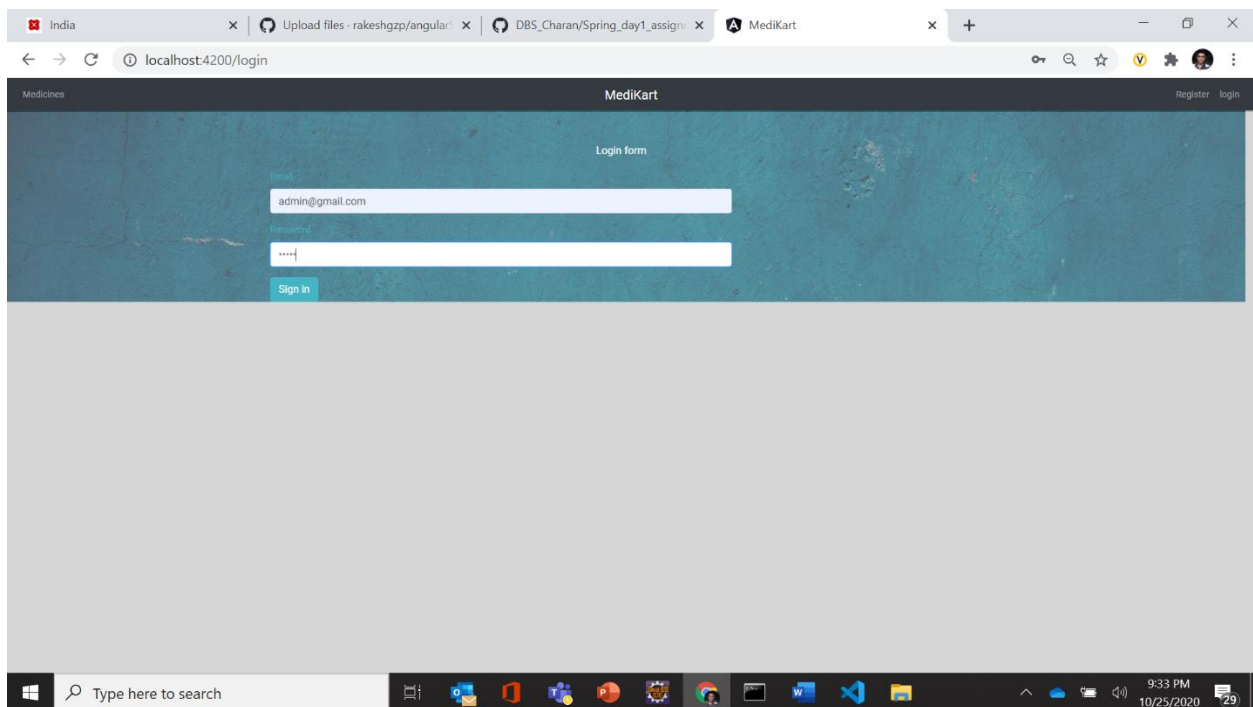 India
Upload files - rakeshgzp/angular
DBS_Charan/Spring_day1_assign
MediKart
localhost:4200/login
Medicines
MediKart
Register login
Login form
Email
admin@gmail.com
Password
•••••
Sign in
Type here to search
9:33 PM
10/25/2020
29